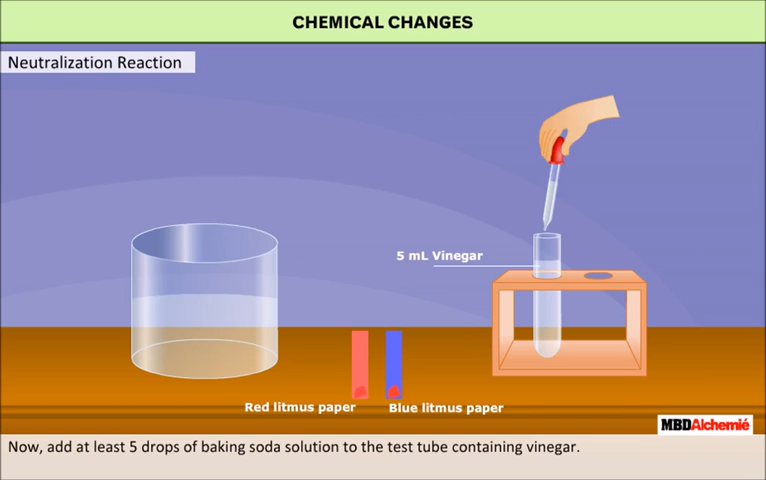 CHEMICAL CHANGES
Neutralization Reaction
5 mL Vinegar
Red litmus paper
Blue litmus paper
MBDAlchemié
Now, add at least 5 drops of baking soda solution to the test tube containing vinegar.